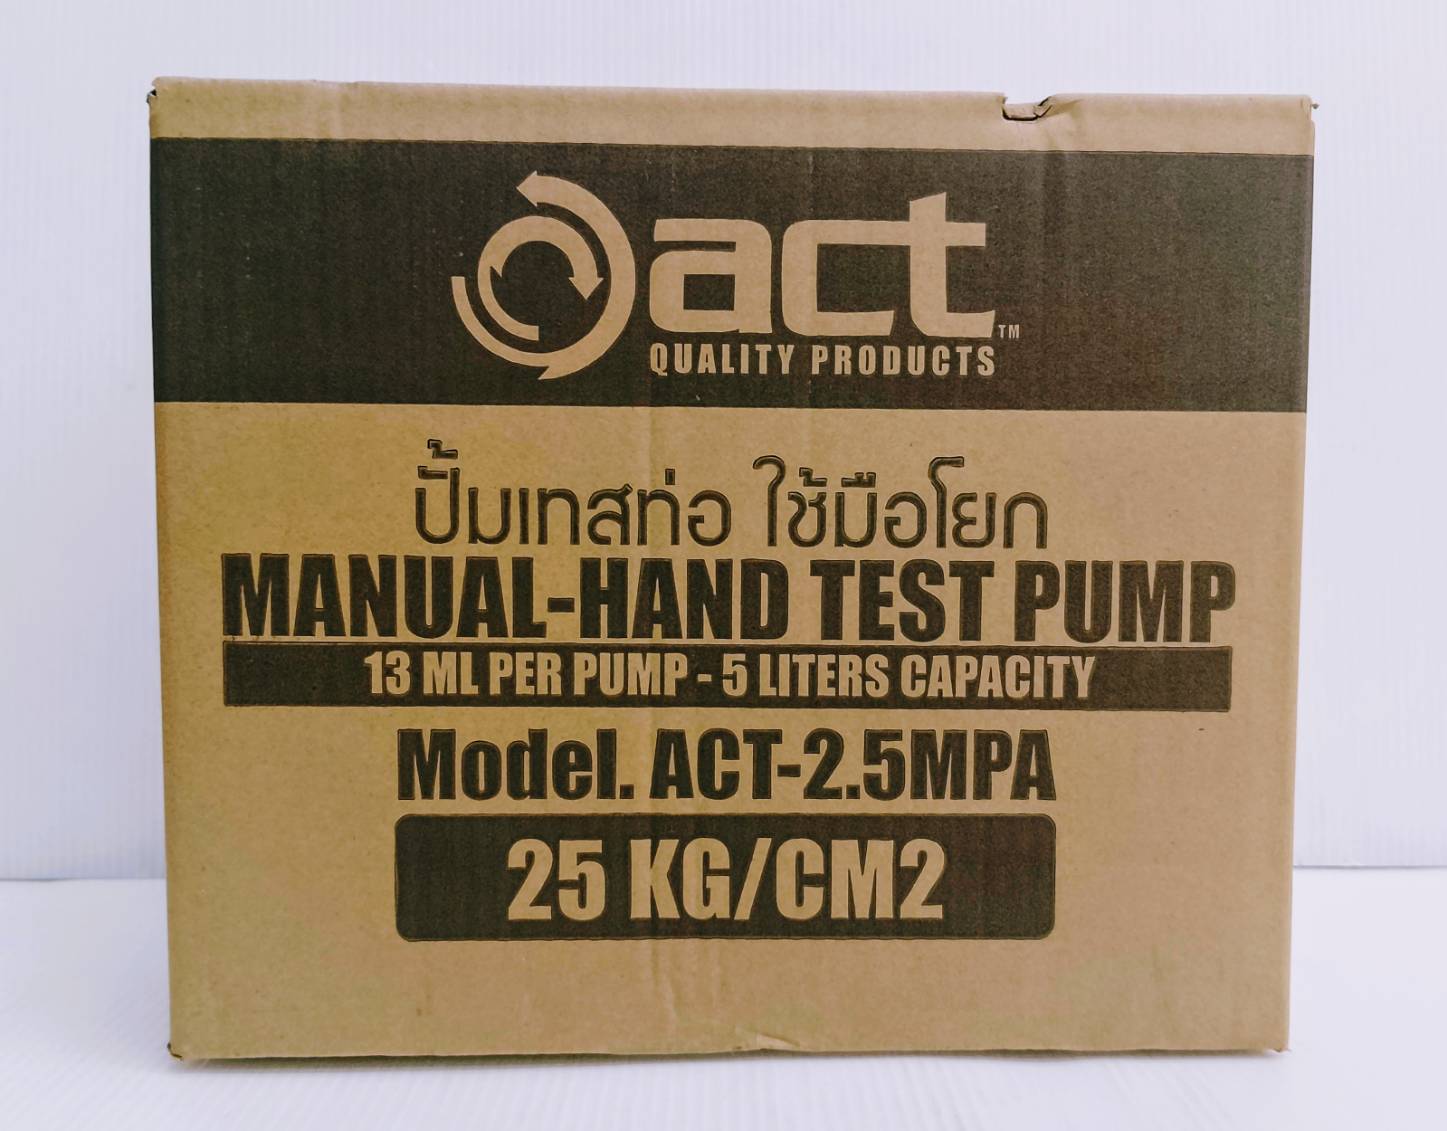 act™
QUALITY PRODUCTS
ปั๊มเทสท่อ ใช้มือโยก
MANUAL-HAND TEST PUMP
13 ML PER PUMP - 5 LITERS CAPACITY
Model. ACT-2.5MPA
25 KG/CM2